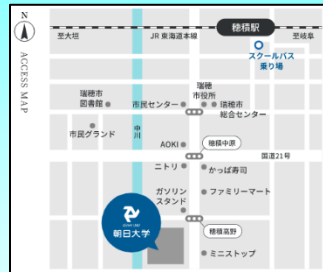 N
ACCESS MAP
穂積駅
至大垣
JR 東海道本線
至岐阜
スクールバス
乗り場
瑞穂市
図書館
市民センター
瑞穂
市役所
瑞穂市
総合センター
市民グランド
中川
AOKI
穂積中原
国道21号
ニトリ
かっぱ寿司
ガソリン
スタンド
ファミリーマート
朝日大学
穂積高野
ミニストップ